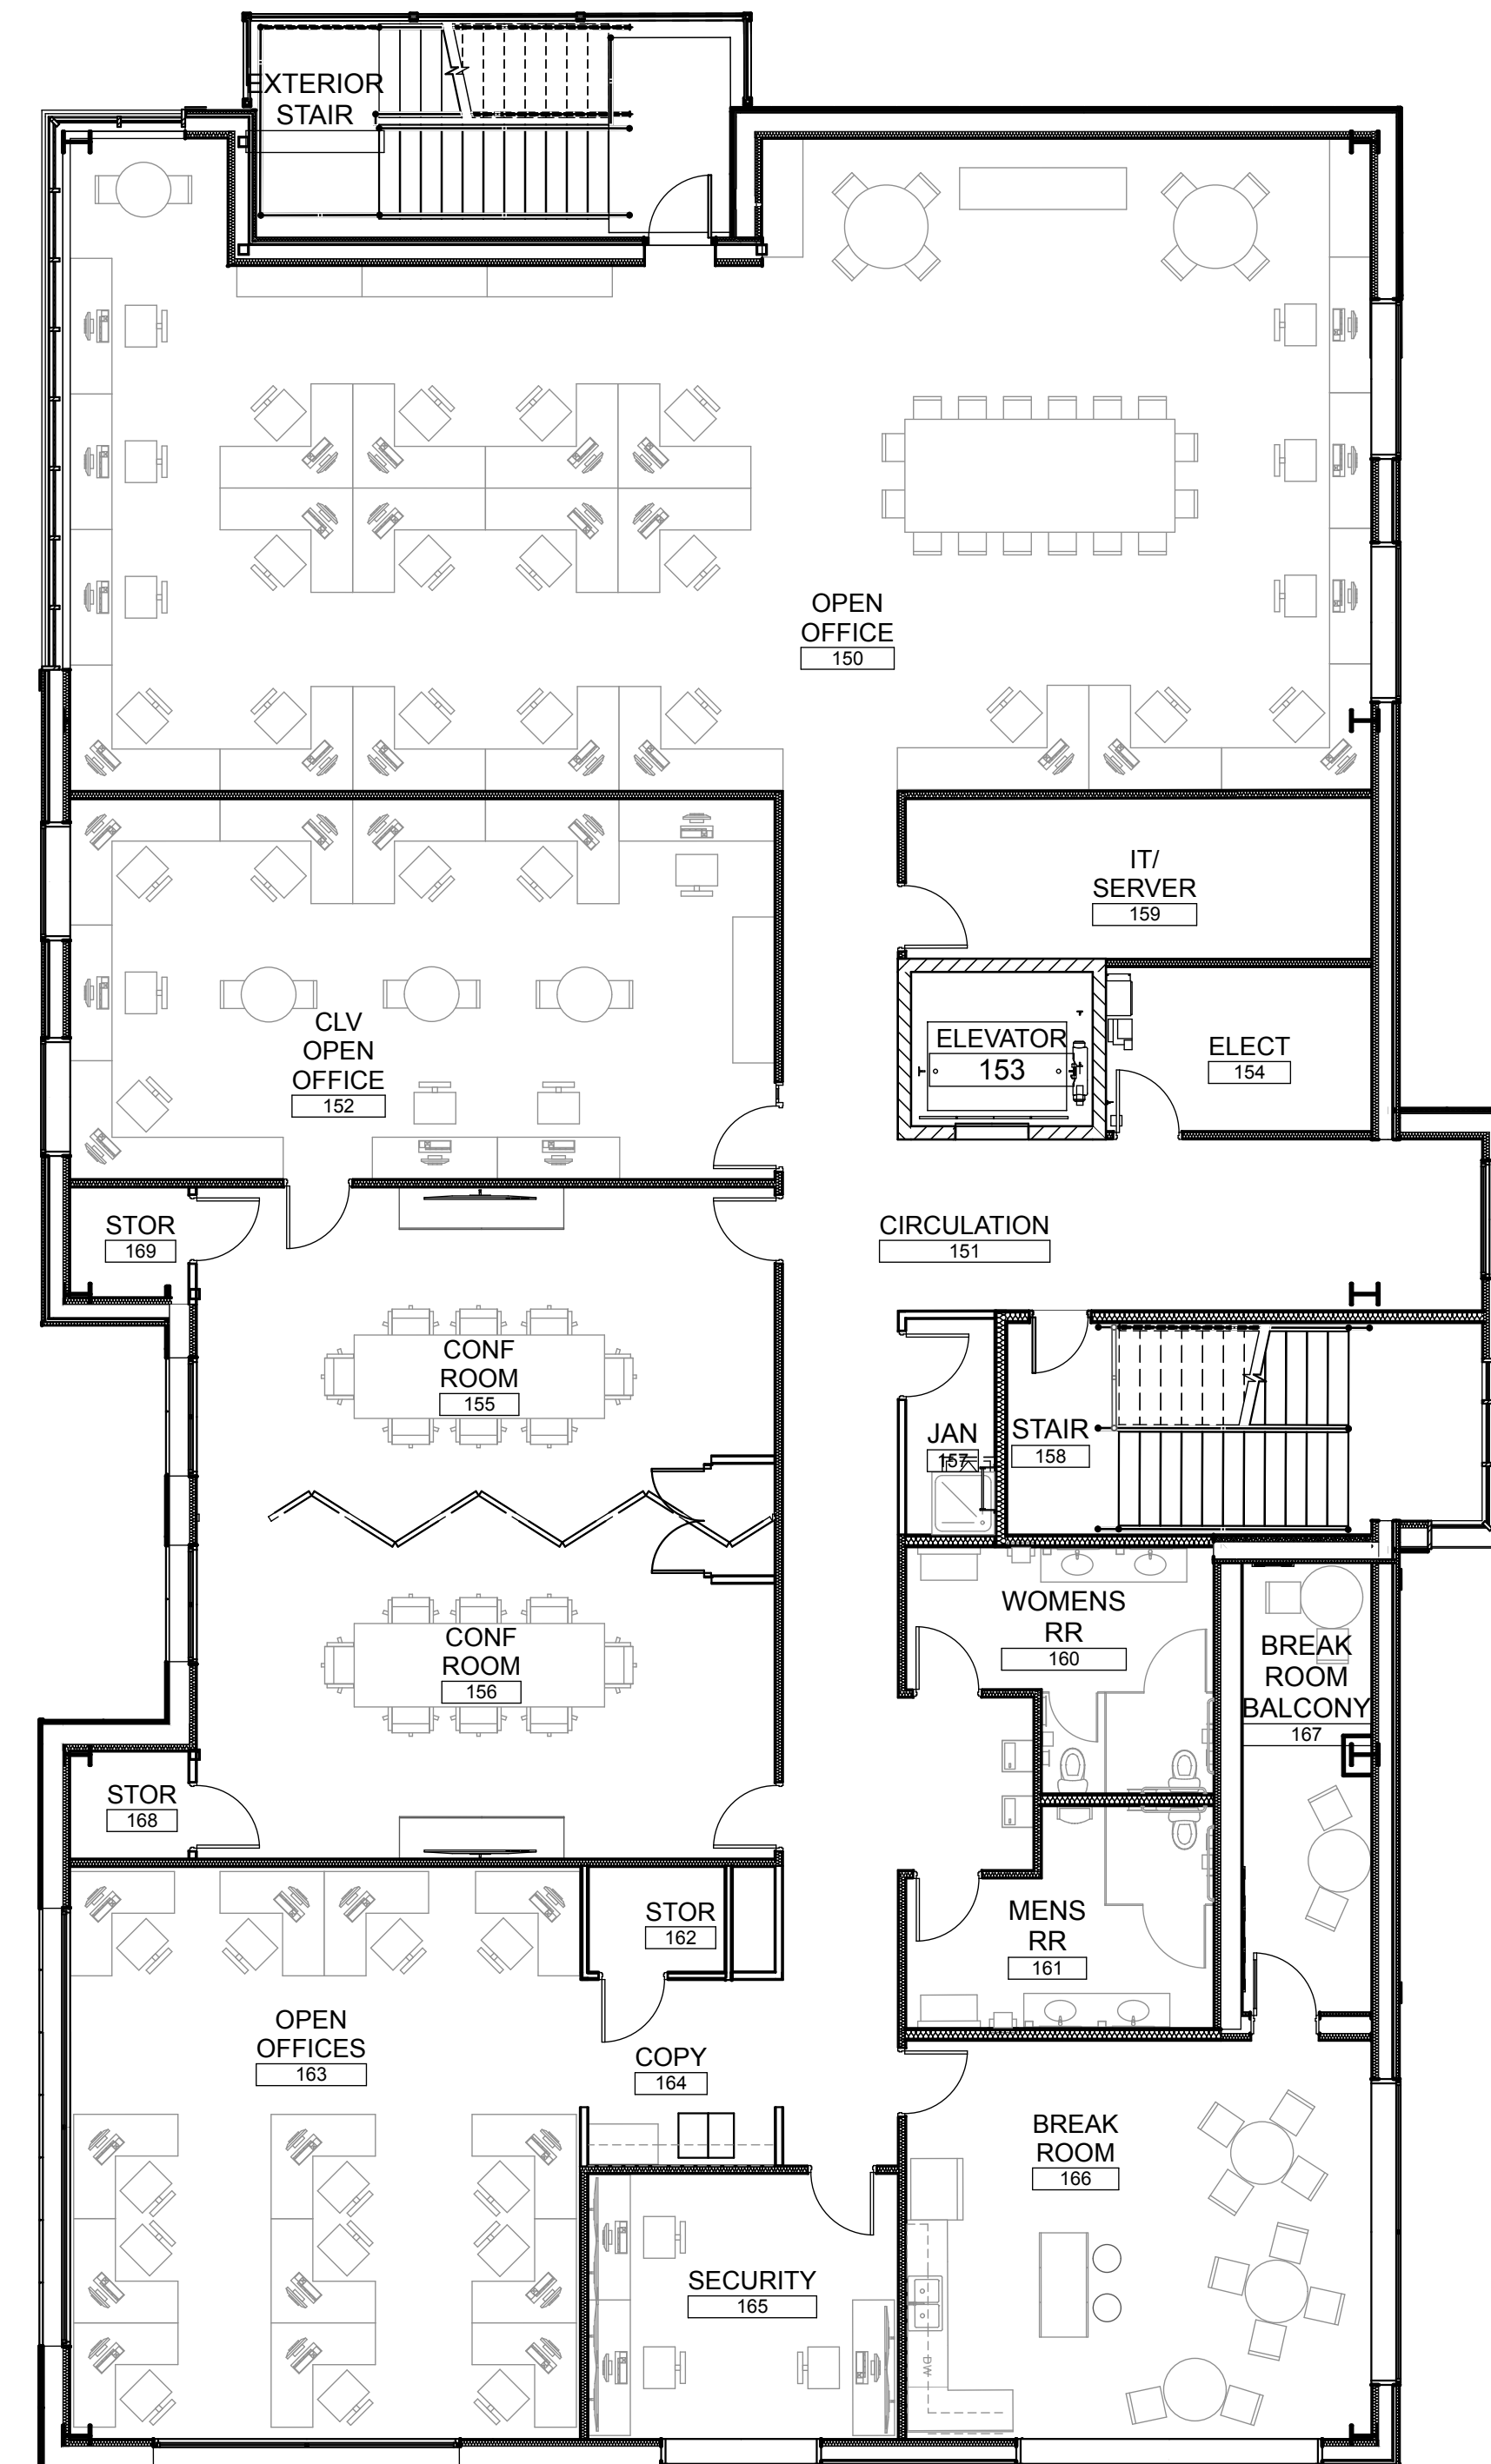 EXTERIOR
STAIR
OPEN
OFFICE
150
IT/
SERVER
159
ELEVATOR
153
ELECT
154
CLV
OPEN
OFFICE
152
STOR
169
CIRCULATION
151
CONF
ROOM
155
JAN
157
STAIR
158
CONF
ROOM
156
WOMENS
RR
160
BREAK
ROOM
BALCONY
167
STOR
168
STOR
162
MENS
RR
161
OPEN
OFFICES
163
COPY
164
BREAK
ROOM
166
SECURITY
165
DW